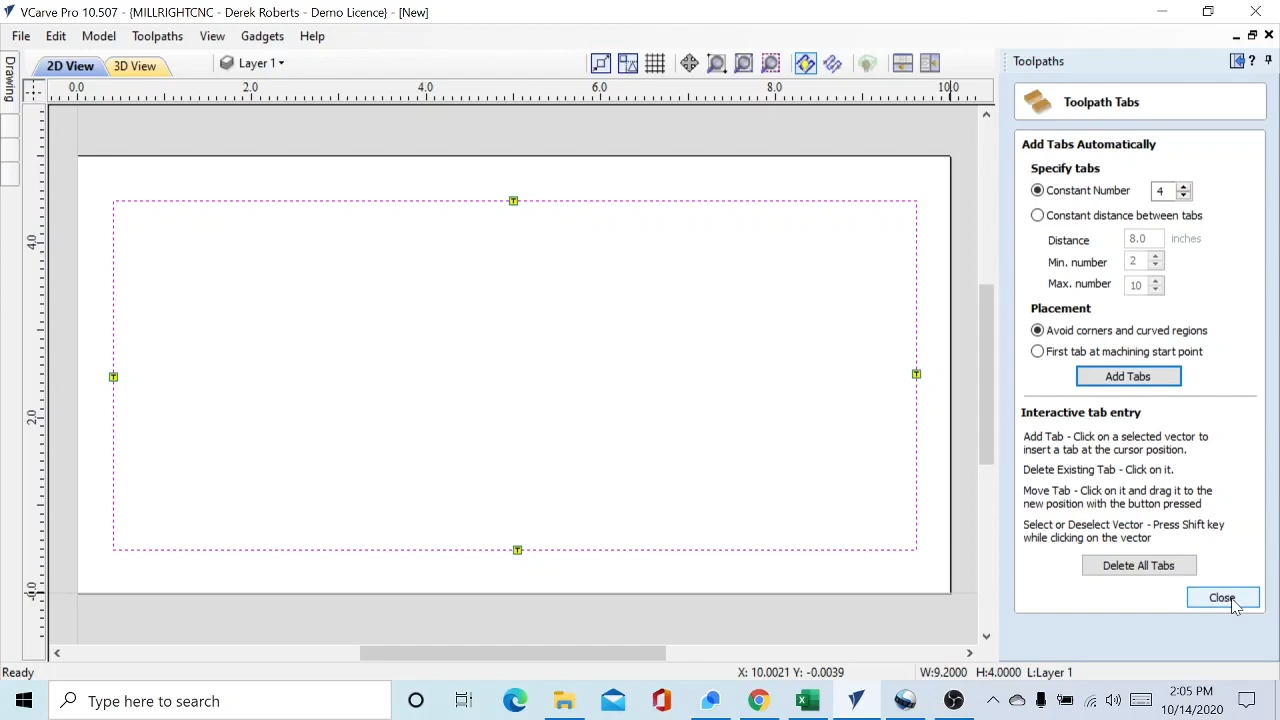 VCarve Pro 10.507 - {MILLRIGHTCNC - Derek Roberts - Demo Licence} - [New]
File Edit Model Toolpaths View Gadgets Help
Drawing
2D View 3D View Layer 1
0.0 2.0 4.0 6.0 8.0 10.0
4.0
2.0
-0.0
T
T
T
T
Toolpaths
?
Toolpath Tabs
Add Tabs Automatically
Specify tabs
Constant Number 4
Constant distance between tabs
Distance 8.0 inches
Min. number 2
Max. number 10
Placement
Avoid corners and curved regions
First tab at machining start point
Add Tabs
Interactive tab entry
Add Tab - Click on a selected vector to
insert a tab at the cursor position.
Delete Existing Tab - Click on it.
Move Tab - Click on it and drag it to the
new position with the button pressed
Select or Deselect Vector - Press Shift key
while clicking on the vector
Delete All Tabs
Close
Ready X: 10.0021 Y: -0.0039 W:9.2000 H:4.0000 L:Layer 1
Type here to search
2:05 PM
10/14/2020